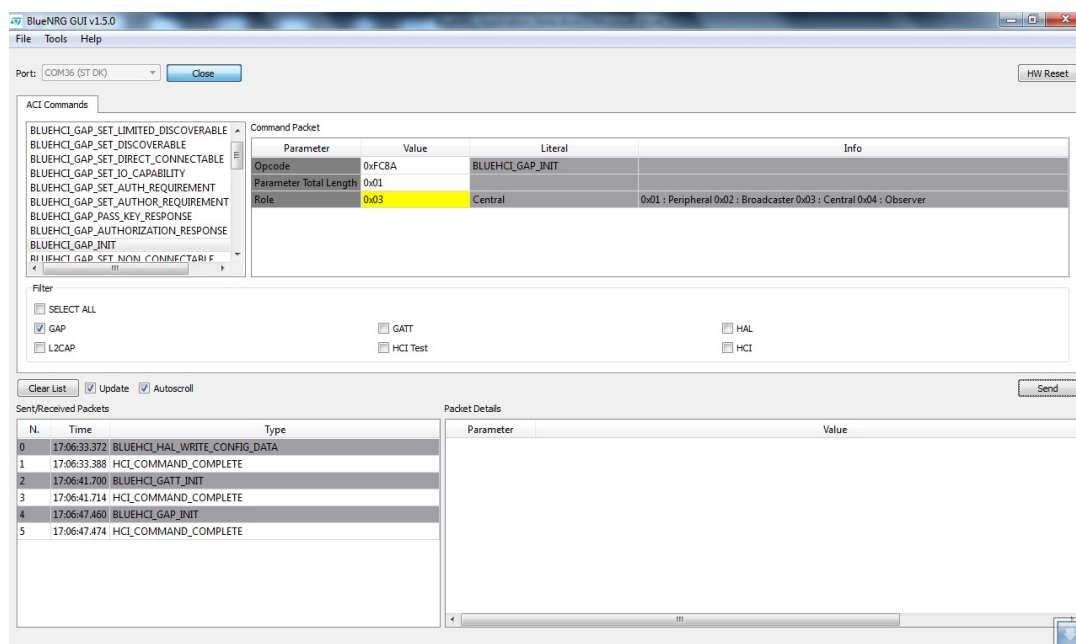 BlueNRG GUI v1.5.0
File Tools Help
Port: COM36 (ST DK) Close HW Reset
ACI Commands
BLUEHCI_GAP_SET_LIMITED_DISCOVERABLE
BLUEHCI_GAP_SET_DISCOVERABLE
BLUEHCI_GAP_SET_DIRECT_CONNECTABLE
BLUEHCI_GAP_SET_IO_CAPABILITY
BLUEHCI_GAP_SET_AUTH_REQUIREMENT
BLUEHCI_GAP_SET_AUTHOR_REQUIREMENT
BLUEHCI_GAP_PASS_KEY_RESPONSE
BLUEHCI_GAP_AUTHORIZATION_RESPONSE
BLUEHCI_GAP_INIT
BLUEHCI_GAP_SET_NON_CONNECTABLE
Command Packet
Parameter Value Literal Info
Opcode 0xFC8A BLUEHCI_GAP_INIT
Parameter Total Length 0x01
Role 0x03 Central 0x01 : Peripheral 0x02 : Broadcaster 0x03 : Central 0x04 : Observer
Filter
SELECT ALL
GAP GATT HAL
L2CAP HCI Test HCI
Clear List Update Autoscroll Send
Sent/Received Packets
N. Time Type
0 17:06:33.372 BLUEHCI_HAL_WRITE_CONFIG_DATA
1 17:06:33.388 HCI_COMMAND_COMPLETE
2 17:06:41.700 BLUEHCI_GATT_INIT
3 17:06:41.714 HCI_COMMAND_COMPLETE
4 17:06:47.460 BLUEHCI_GAP_INIT
5 17:06:47.474 HCI_COMMAND_COMPLETE
Packet Details
Parameter Value